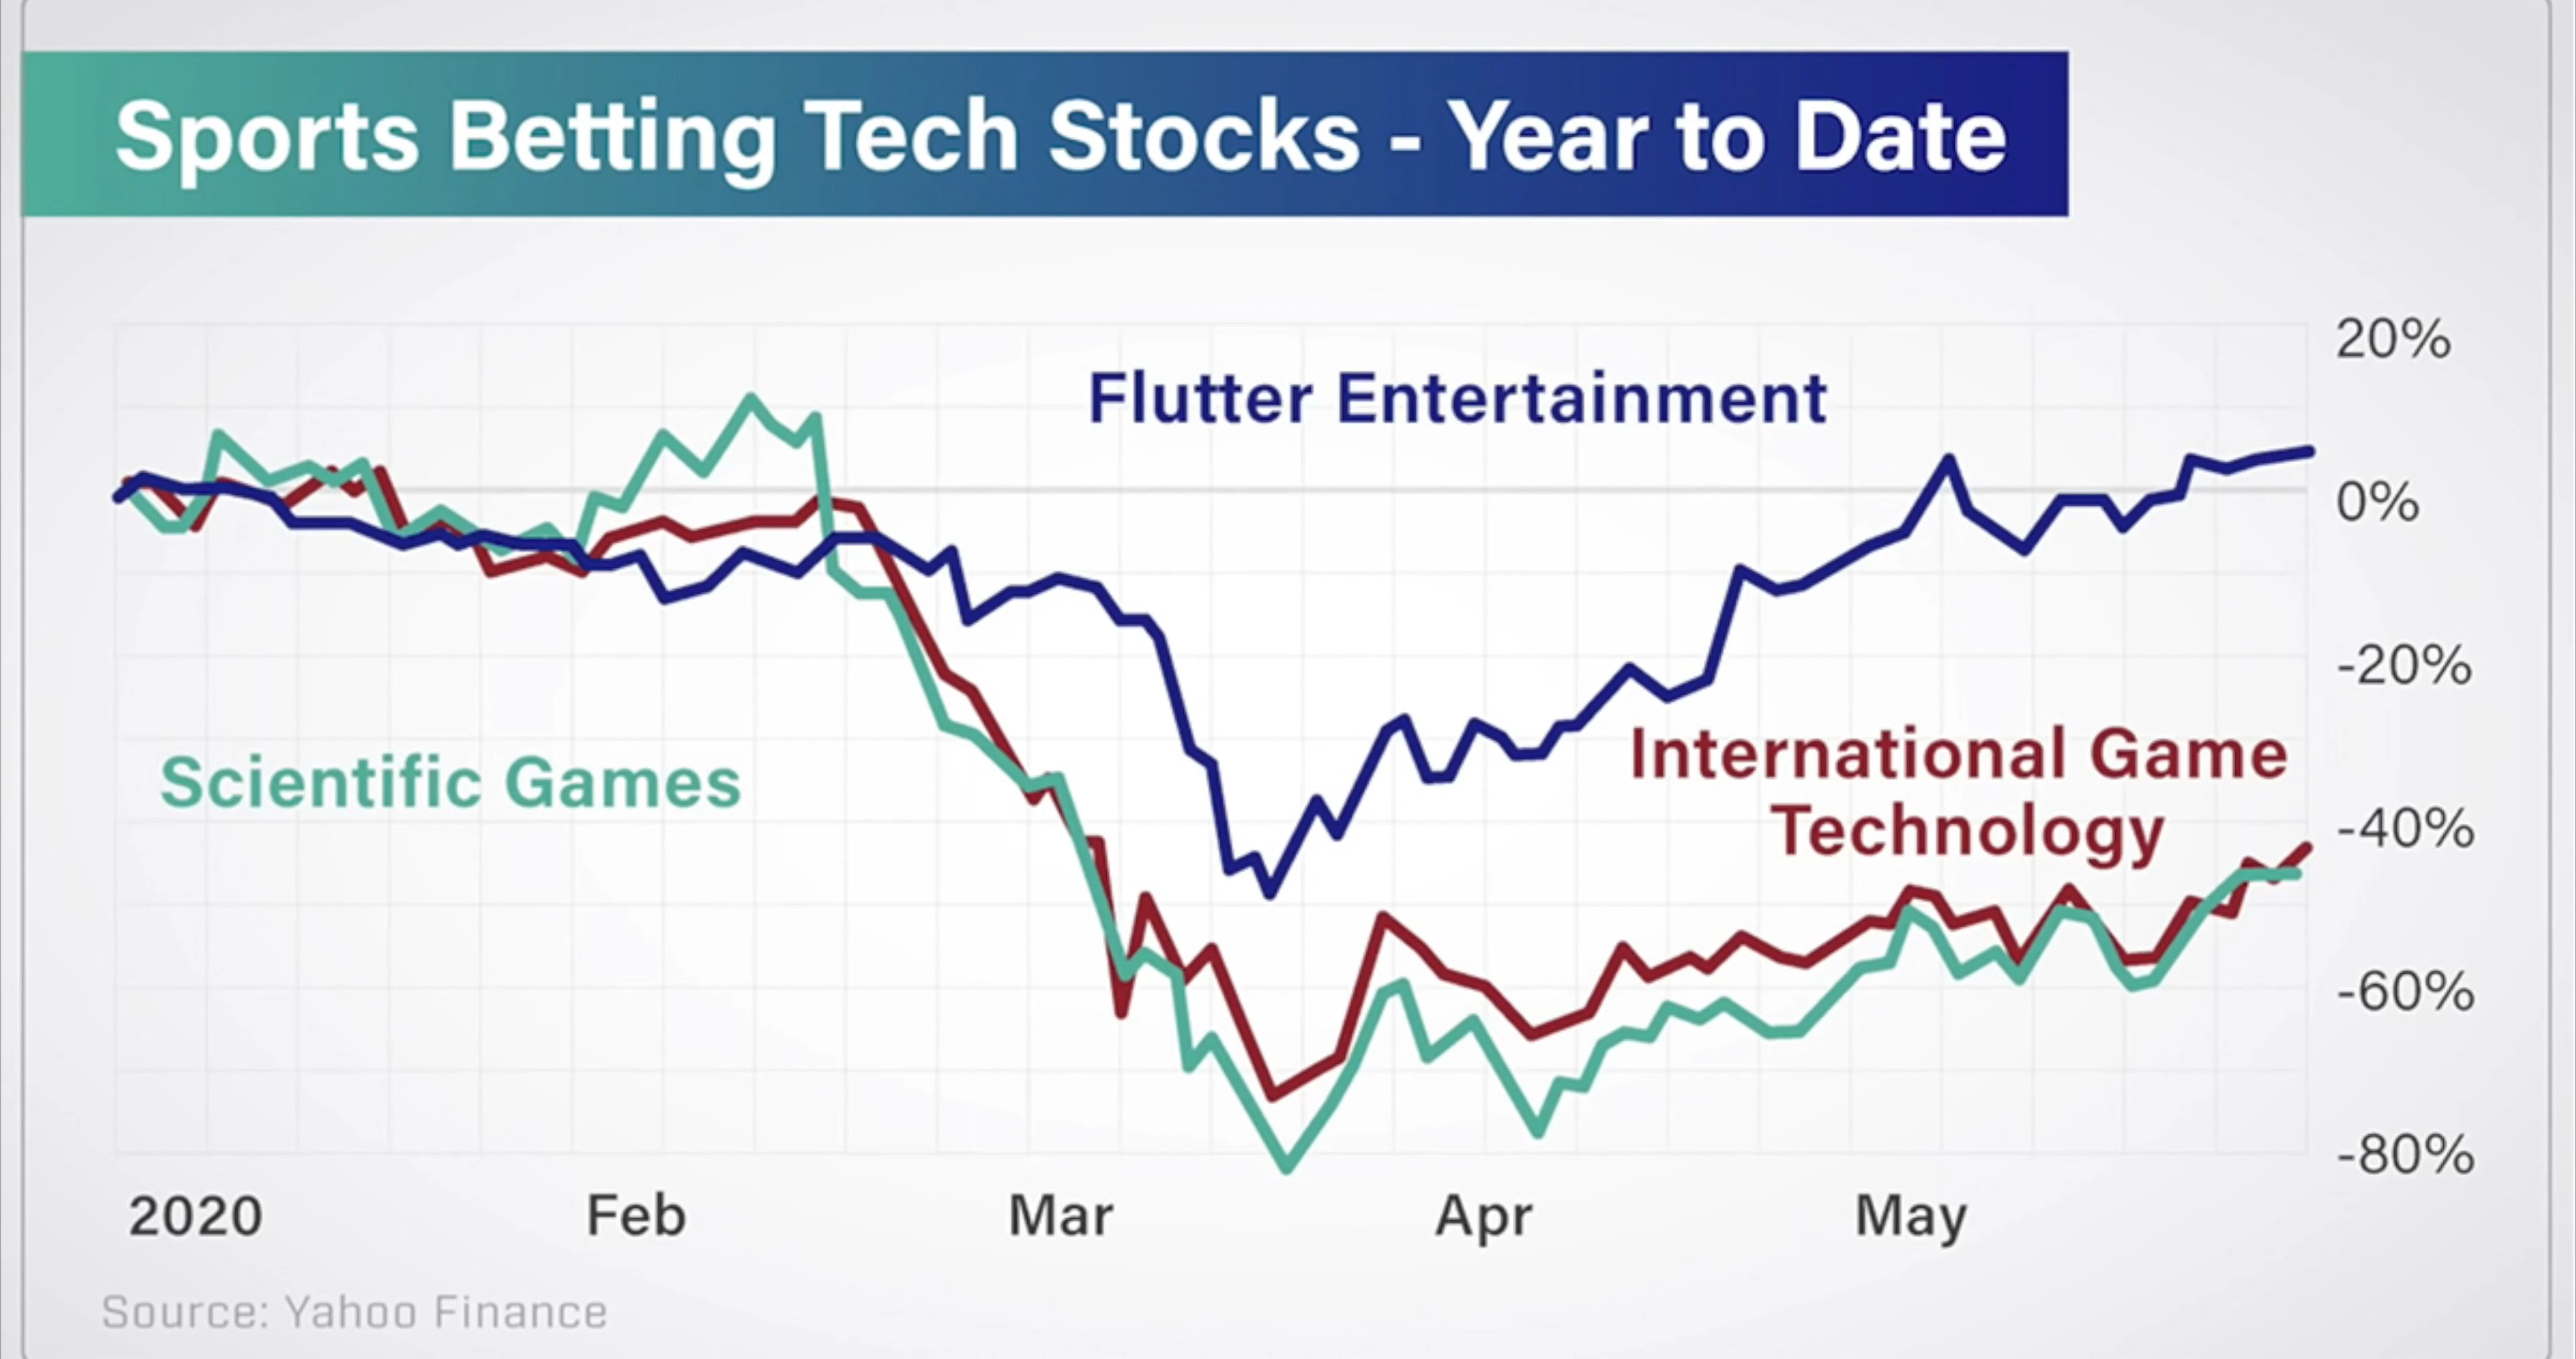 Sports Betting Tech Stocks - Year to Date
20%
Flutter Entertainment
0%
-20%
International Game
Technology
Scientific Games
-40%
-60%
-80%
2020 Feb Mar Apr May
Source: Yahoo Finance